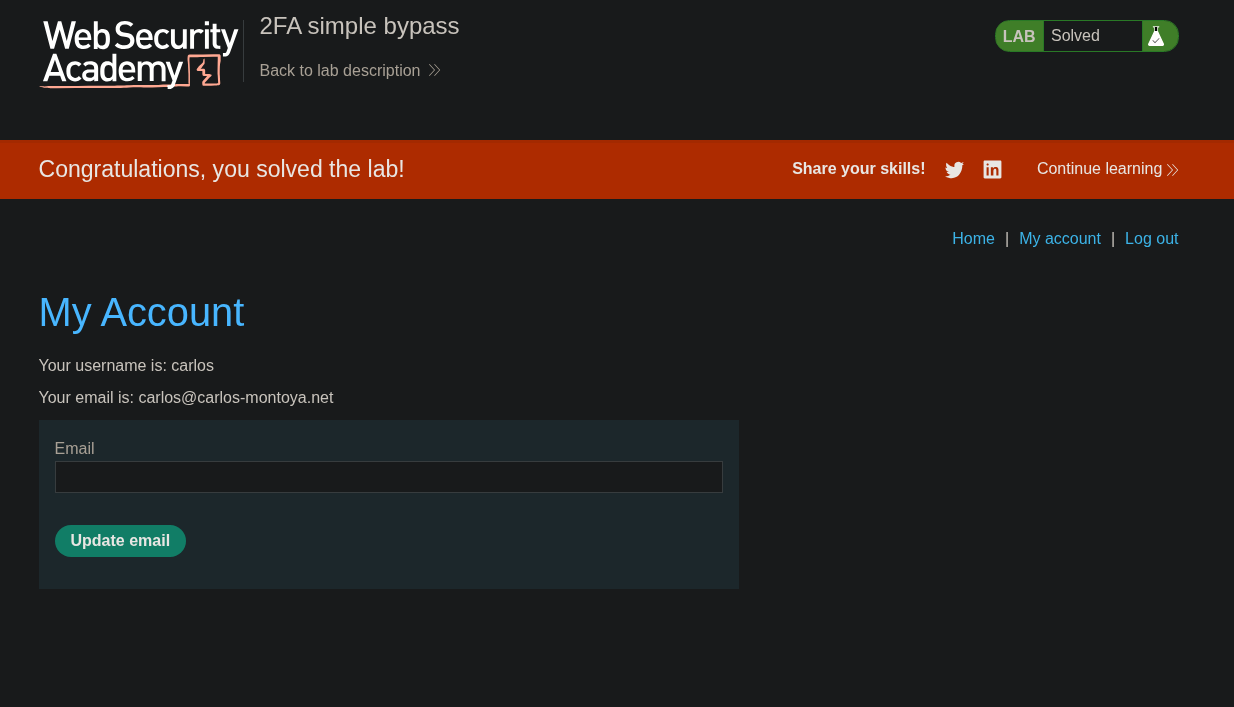 Web Security
Academy
2FA simple bypass
Back to lab description
LAB Solved
Congratulations, you solved the lab!
Share your skills!
Continue learning
Home | My account | Log out
My Account
Your username is: carlos
Your email is: carlos@carlos-montoya.net
Email
Update email